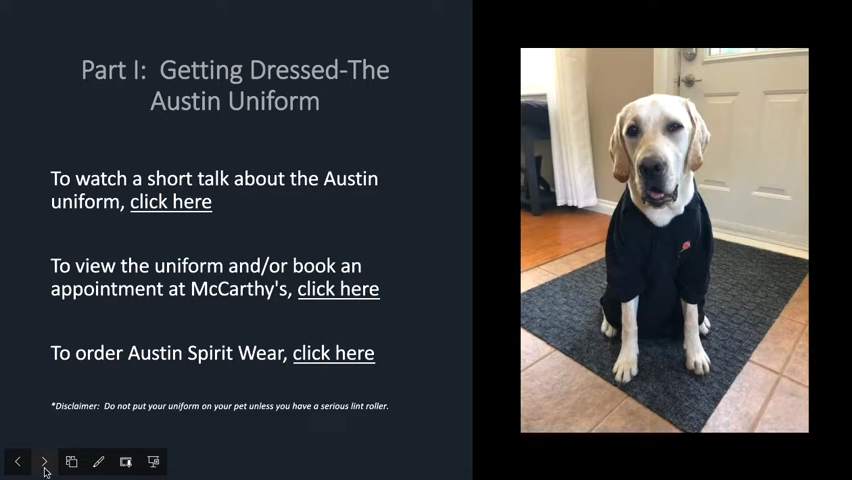 Part I:  Getting Dressed-The
Austin Uniform
To watch a short talk about the Austin
uniform, click here
To view the uniform and/or book an
appointment at McCarthy's, click here
To order Austin Spirit Wear, click here
*Disclaimer:  Do not put your uniform on your pet unless you have a serious lint roller.